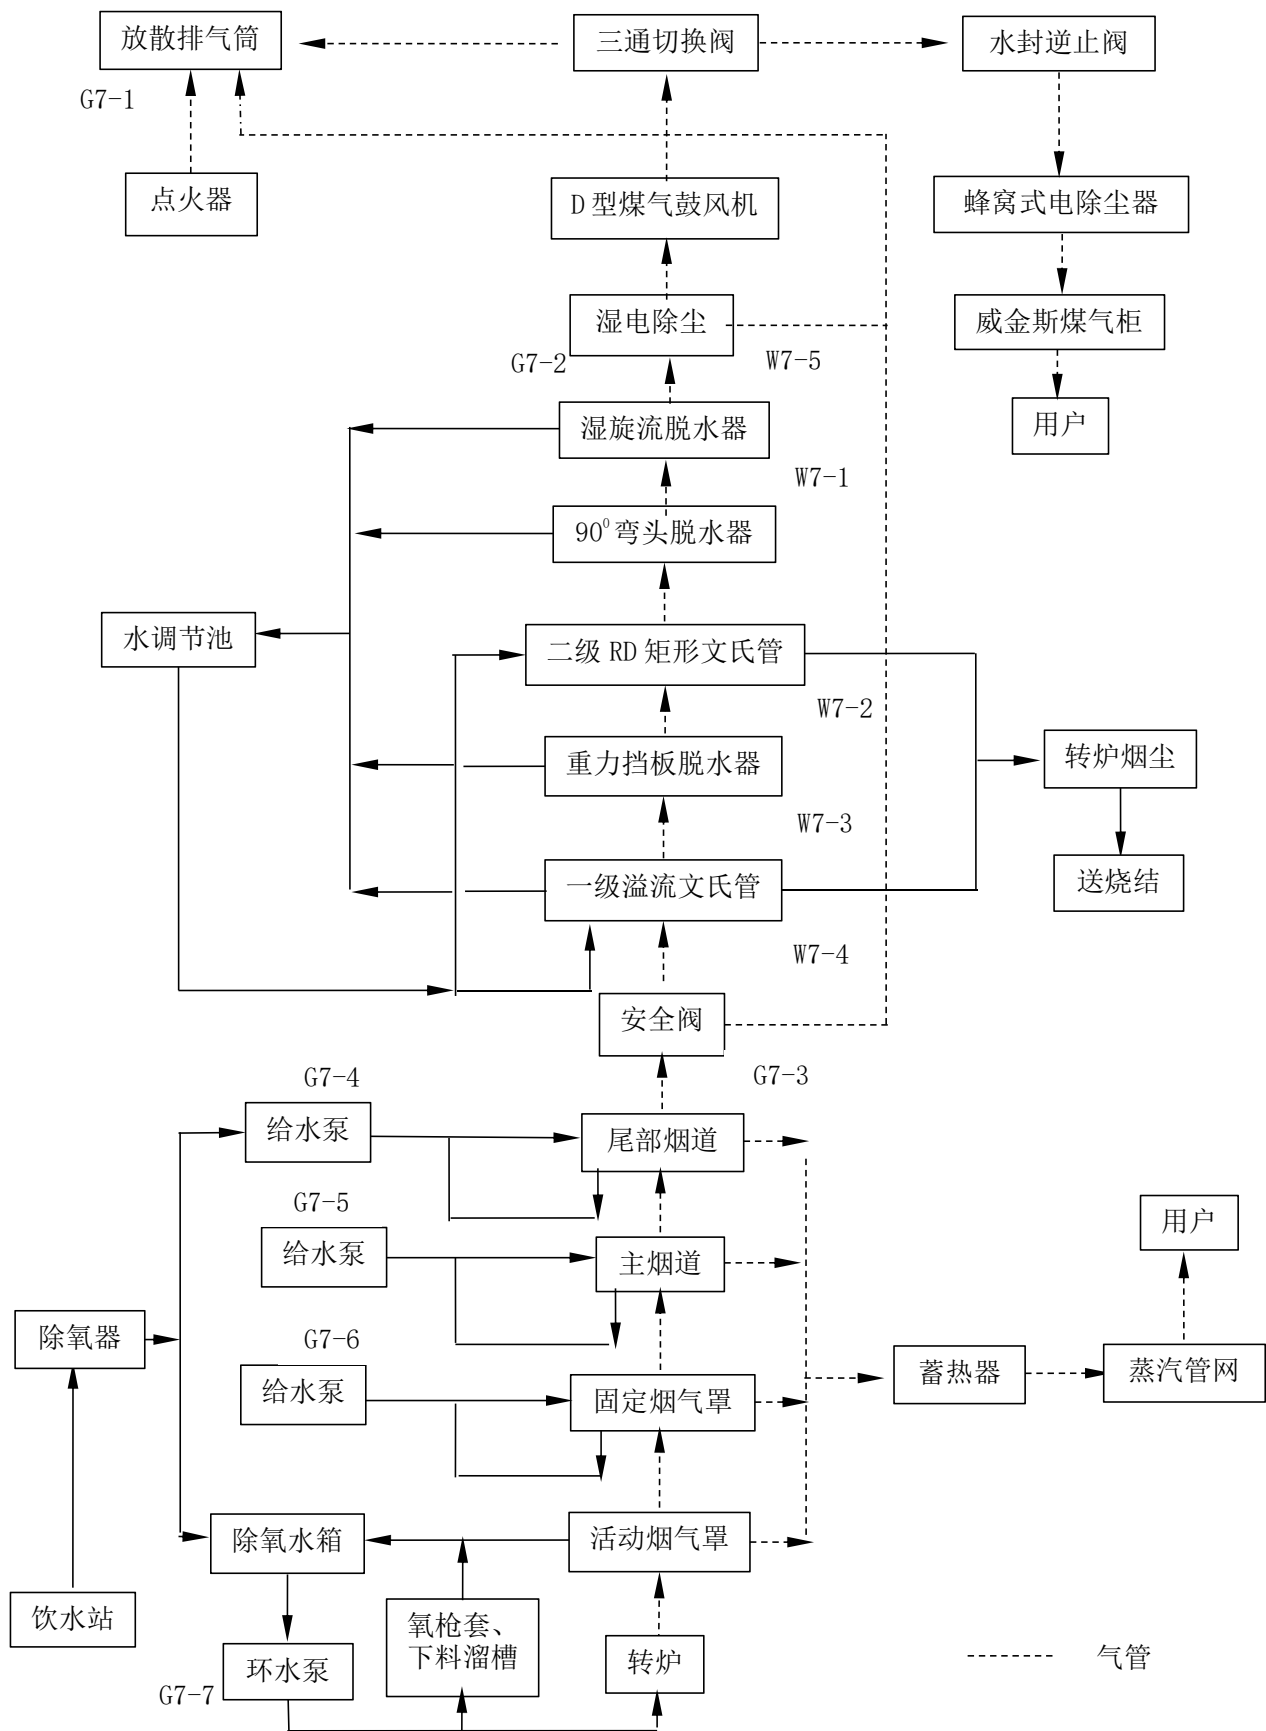 放散排气筒
三通切换阀
水封逆止阀
G7-1
点火器
D 型煤气鼓风机
蜂窝式电除尘器
湿电除尘
威金斯煤气柜
G7-2
W7-5
湿旋流脱水器
用户
W7-1
90⁰弯头脱水器
水调节池
二级 RD 矩形文氏管
W7-2
重力挡板脱水器
转炉烟尘
W7-3
一级溢流文氏管
送烧结
W7-4
安全阀
G7-4
G7-3
给水泵
尾部烟道
G7-5
用户
给水泵
主烟道
除氧器
G7-6
给水泵
固定烟气罩
蓄热器
蒸汽管网
除氧水箱
活动烟气罩
饮水站
氧枪套、
下料溜槽
环水泵
转炉
气管
G7-7